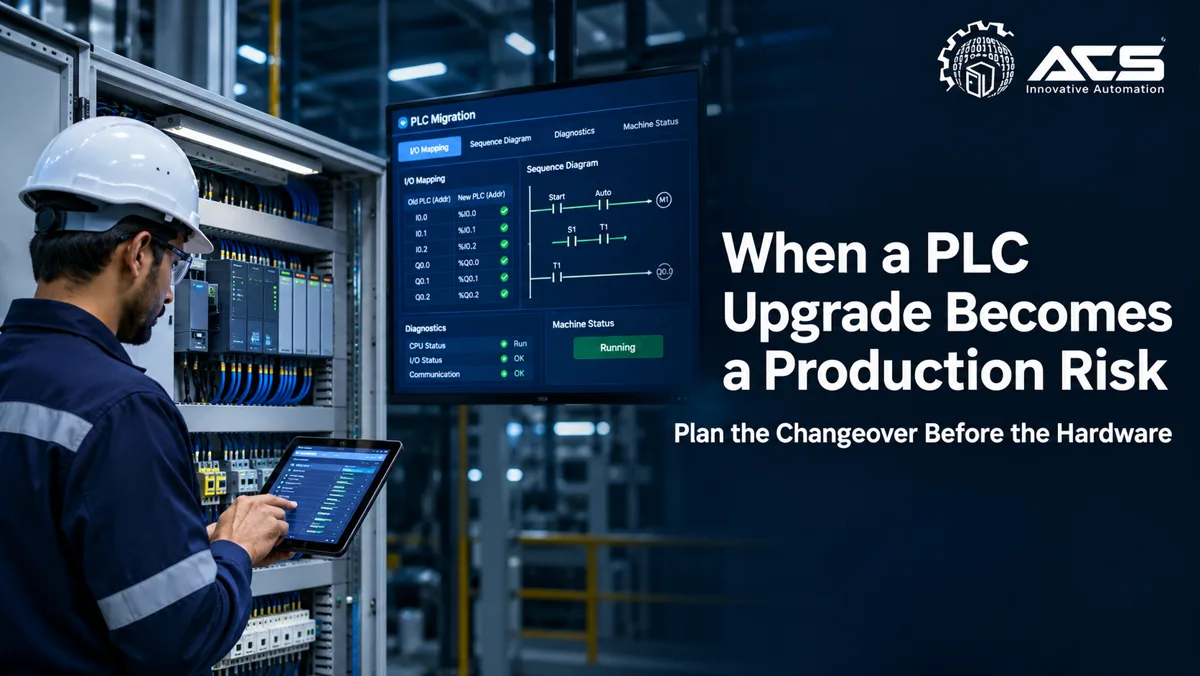 ACS
Innovative Automation
PLC Migration
I/O Mapping
Sequence Diagram
Diagnostics
Machine Status
I/O Mapping
Old PLC (Addr) New PLC (Addr)
I0.0 %I0.0
I0.1 %I0.1
I0.2 %I0.2
Q0.0 %Q0.0
Q0.1 %Q0.1
Q0.2 %Q0.2
Sequence Diagram
Start Auto M1
S1 T1
T1 Q0.0
Diagnostics
CPU Status Run
I/O Status OK
Communication OK
Machine Status
Running
When a PLC
Upgrade Becomes
a Production Risk
Plan the Changeover Before the Hardware